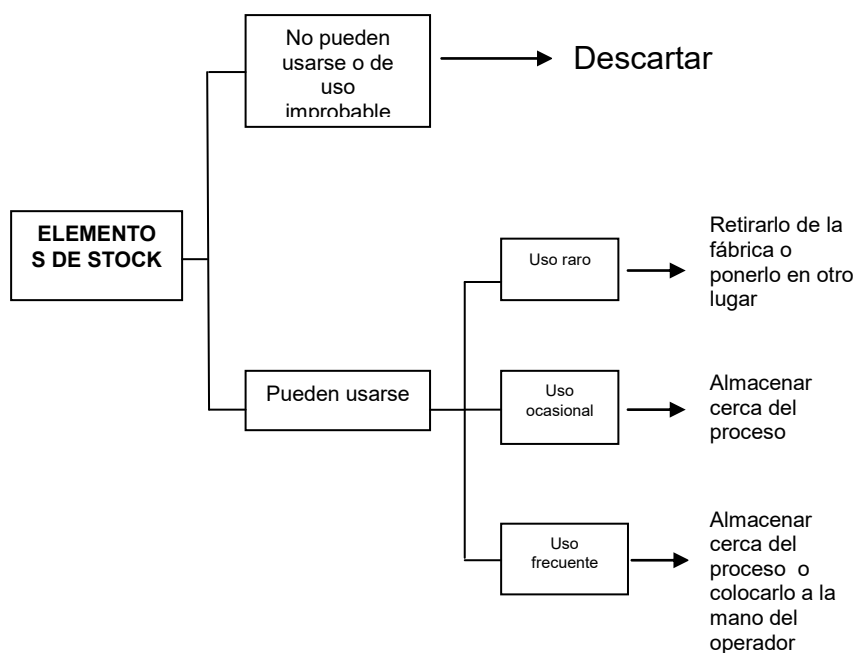 No pueden
usarse o de
uso
improbable
Descartar
ELEMENTO
S DE STOCK
Pueden usarse
Uso raro
Retirarlo de la
fábrica o
ponerlo en otro
lugar
Uso
ocasional
Almacenar
cerca del
proceso
Uso
frecuente
Almacenar
cerca del
proceso o
colocarlo a la
mano del
operador